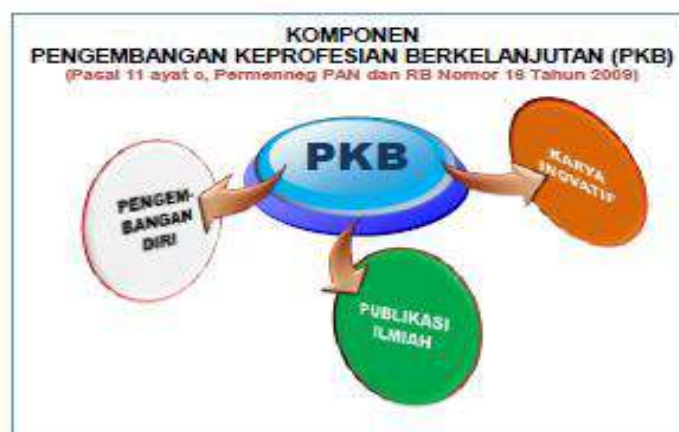 KOMPONEN
PENGEMBANGAN KEPROFESIAN BERKELANJUTAN (PKB)
(Pasal 11 ayat c, Permenneg PAN dan RB Nomor 16 Tahun 2009)
PKB
KARYA
INOVATIF
PENGEM-
BANGAN
DIRI
PUBLIKASI
ILMIAH